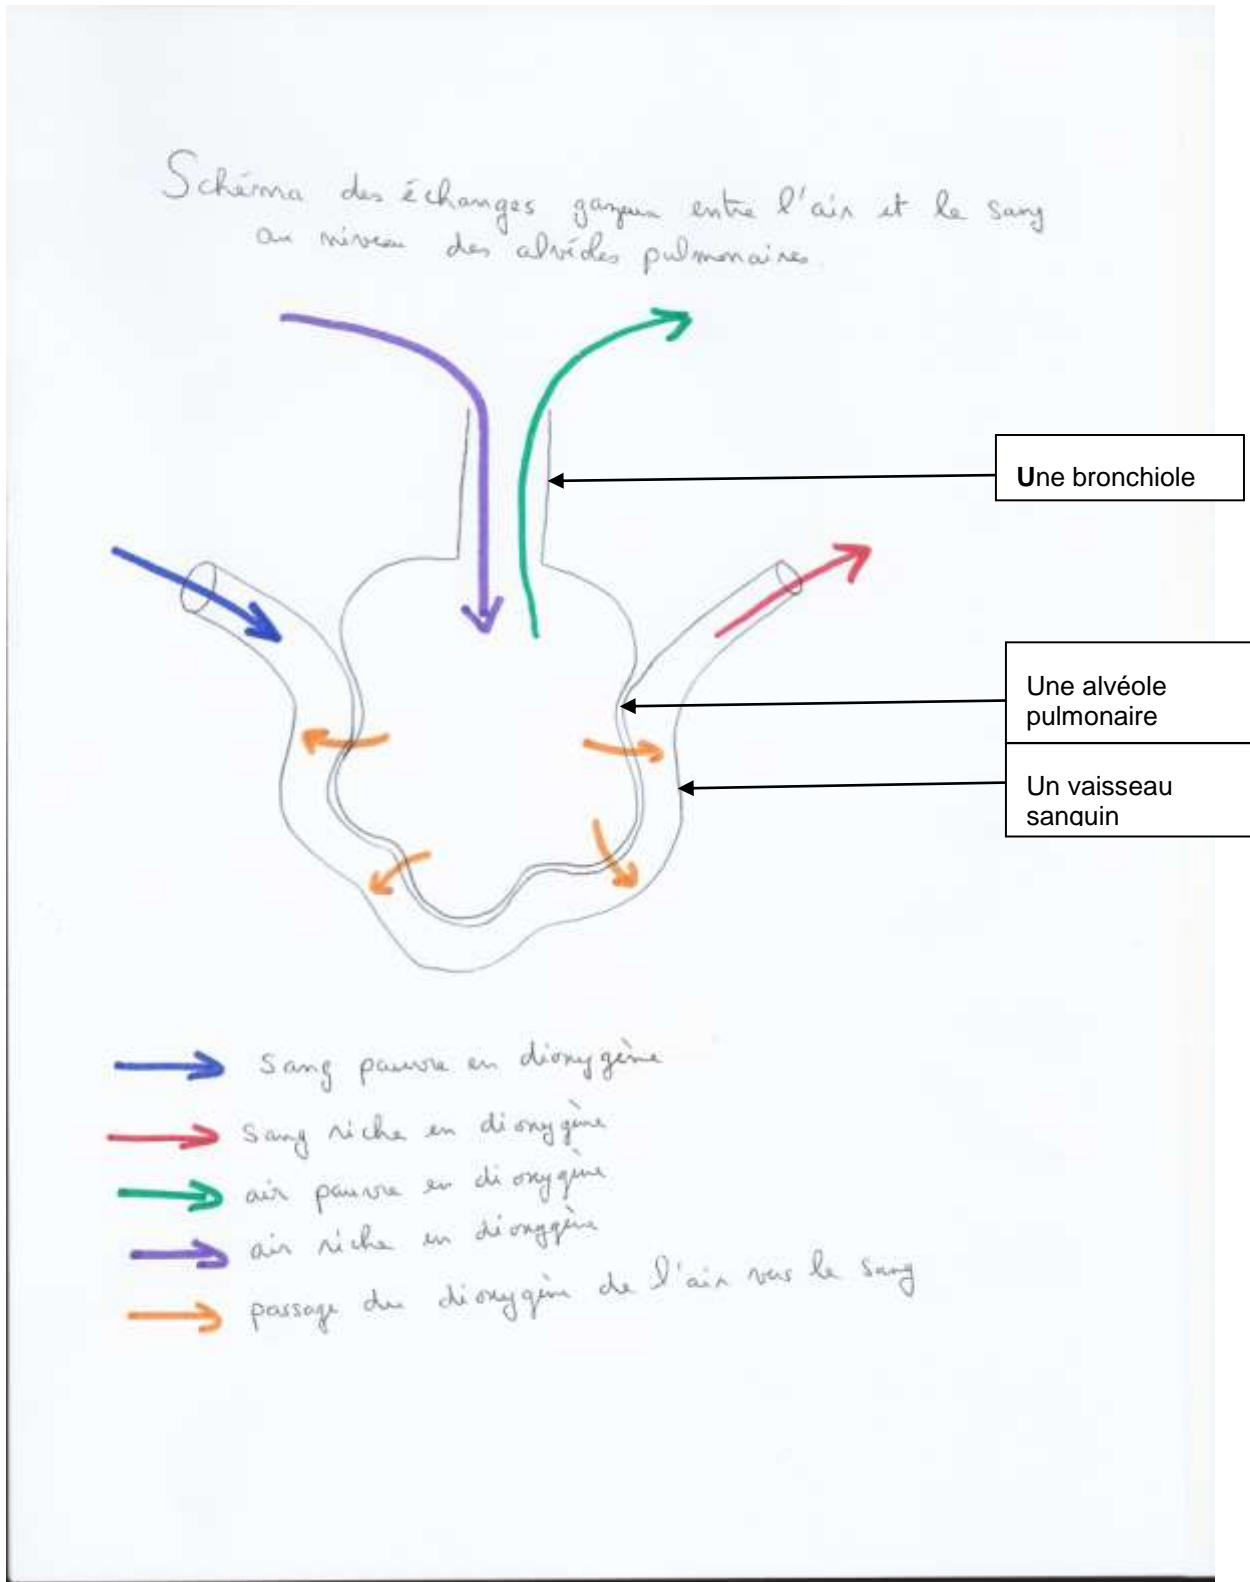 Schéma des échanges gazeux entre l'air et le sang
au niveau des alvéoles pulmonaires.
Une bronchiole
Une alvéole
pulmonaire
Un vaisseau
sanguin
sang pauvre en dioxygène
sang riche en dioxygène
air pauvre en dioxygène
air riche en dioxygène
passage du dioxygène de l'air vers le sang